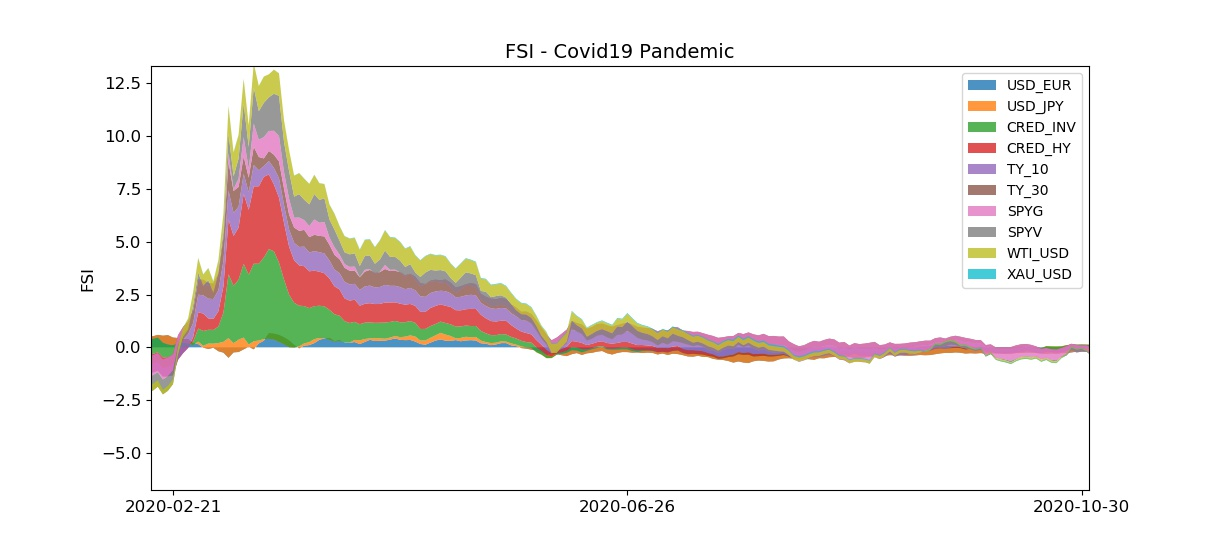 FSI - Covid19 Pandemic
12.5
10.0
7.5
5.0
2.5
0.0
−2.5
−5.0
FSI
USD_EUR
USD_JPY
CRED_INV
CRED_HY
TY_10
TY_30
SPYG
SPYV
WTI_USD
XAU_USD
2020-02-21
2020-06-26
2020-10-30